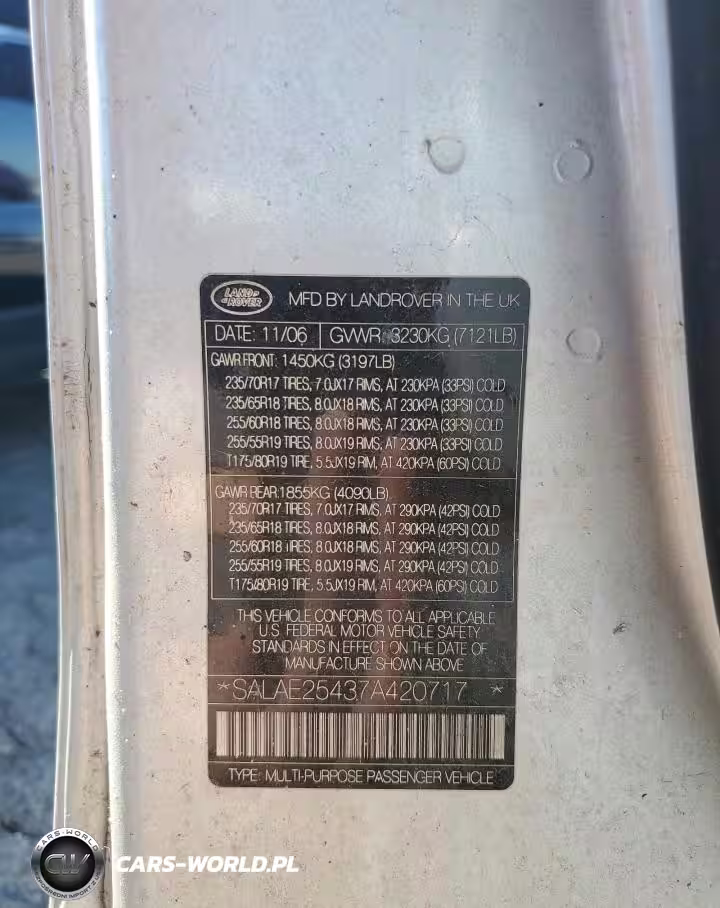 LAND ROVER
MFD BY LANDROVER IN THE UK
DATE: 11/06 GVWR: 3230KG (7121LB)
GAWR FRONT: 1450KG (3197LB)
235/70R17 TIRES, 7.0JX17 RIMS, AT 230KPA (33PSI) COLD
235/65R18 TIRES, 8.0JX18 RIMS, AT 230KPA (33PSI) COLD
255/60R18 TIRES, 8.0JX18 RIMS, AT 230KPA (33PSI) COLD
255/55R19 TIRES, 8.0JX19 RIMS, AT 230KPA (33PSI) COLD
T175/80R19 TIRE, 5.5JX19 RIM, AT 420KPA (60PSI) COLD
GAWR REAR: 1855KG (4090LB)
235/70R17 TIRES, 7.0JX17 RIMS, AT 290KPA (42PSI) COLD
235/65R18 TIRES, 8.0JX18 RIMS, AT 290KPA (42PSI) COLD
255/60R18 TIRES, 8.0JX18 RIMS, AT 290KPA (42PSI) COLD
255/55R19 TIRES, 8.0JX19 RIMS, AT 290KPA (42PSI) COLD
T175/80R19 TIRE, 5.5JX19 RIM, AT 420KPA (60PSI) COLD
THIS VEHICLE CONFORMS TO ALL APPLICABLE
U.S. FEDERAL MOTOR VEHICLE SAFETY
STANDARDS IN EFFECT ON THE DATE OF
MANUFACTURE SHOWN ABOVE
*SALAE25437A420717 *
TYPE: MULTI-PURPOSE PASSENGER VEHICLE
CARS-WORLD
CW
CARS-WORLD.PL